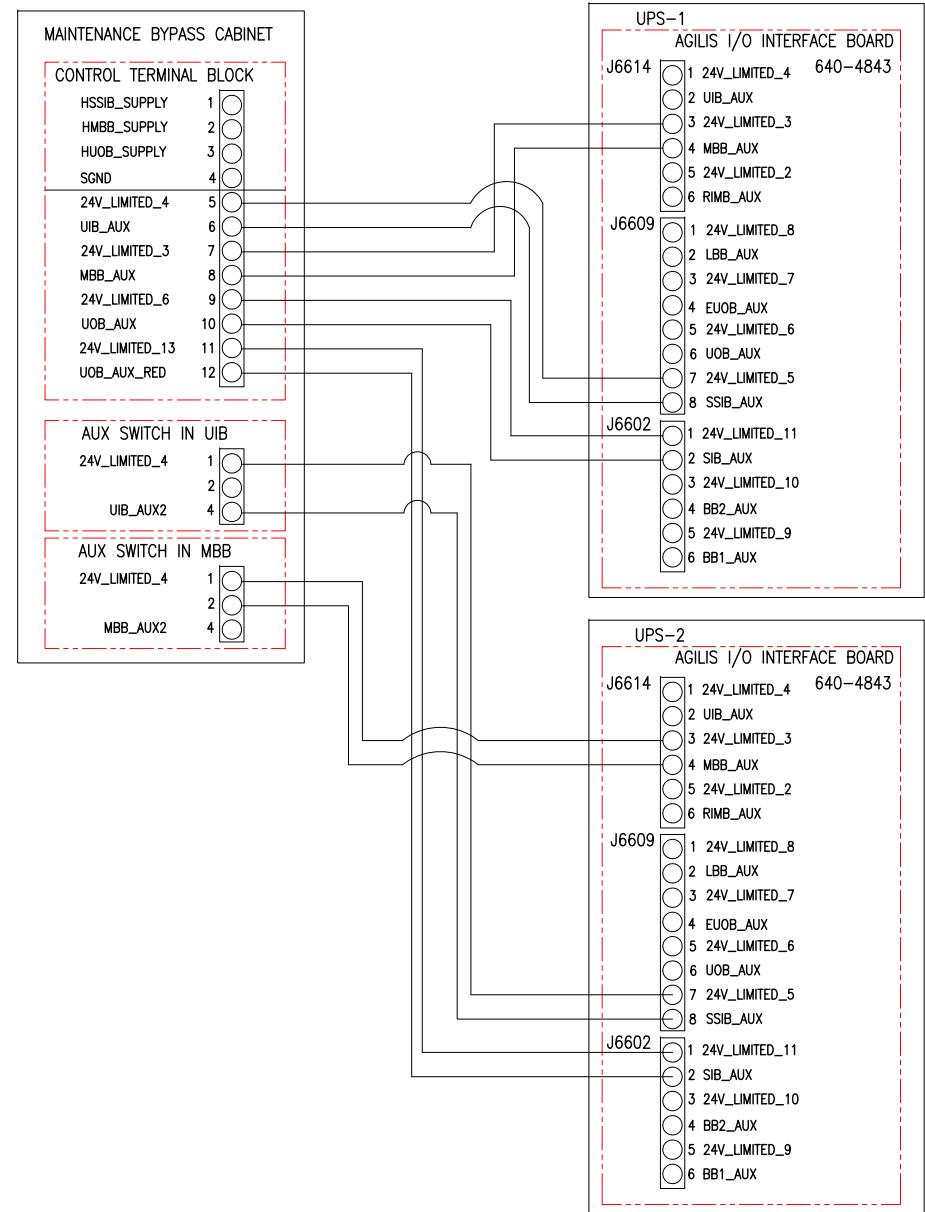 MAINTENANCE BYPASS CABINET
CONTROL TERMINAL BLOCK
HSSIB_SUPPLY 1
HMBB_SUPPLY 2
HUOB_SUPPLY 3
SGND 4
24V_LIMITED_4 5
UIB_AUX 6
24V_LIMITED_3 7
MBB_AUX 8
24V_LIMITED_6 9
UOB_AUX 10
24V_LIMITED_13 11
UOB_AUX_RED 12
AUX SWITCH IN UIB
24V_LIMITED_4 1
2
UIB_AUX2 4
AUX SWITCH IN MBB
24V_LIMITED_4 1
2
MBB_AUX2 4
UPS-1
AGILIS I/O INTERFACE BOARD
J6614 640-4843
1 24V_LIMITED_4
2 UIB_AUX
3 24V_LIMITED_3
4 MBB_AUX
5 24V_LIMITED_2
6 RIMB_AUX
J6609
1 24V_LIMITED_8
2 LBB_AUX
3 24V_LIMITED_7
4 EUOB_AUX
5 24V_LIMITED_6
6 UOB_AUX
7 24V_LIMITED_5
8 SSIB_AUX
J6602
1 24V_LIMITED_11
2 SIB_AUX
3 24V_LIMITED_10
4 BB2_AUX
5 24V_LIMITED_9
6 BB1_AUX
UPS-2
AGILIS I/O INTERFACE BOARD
J6614 640-4843
1 24V_LIMITED_4
2 UIB_AUX
3 24V_LIMITED_3
4 MBB_AUX
5 24V_LIMITED_2
6 RIMB_AUX
J6609
1 24V_LIMITED_8
2 LBB_AUX
3 24V_LIMITED_7
4 EUOB_AUX
5 24V_LIMITED_6
6 UOB_AUX
7 24V_LIMITED_5
8 SSIB_AUX
J6602
1 24V_LIMITED_11
2 SIB_AUX
3 24V_LIMITED_10
4 BB2_AUX
5 24V_LIMITED_9
6 BB1_AUX